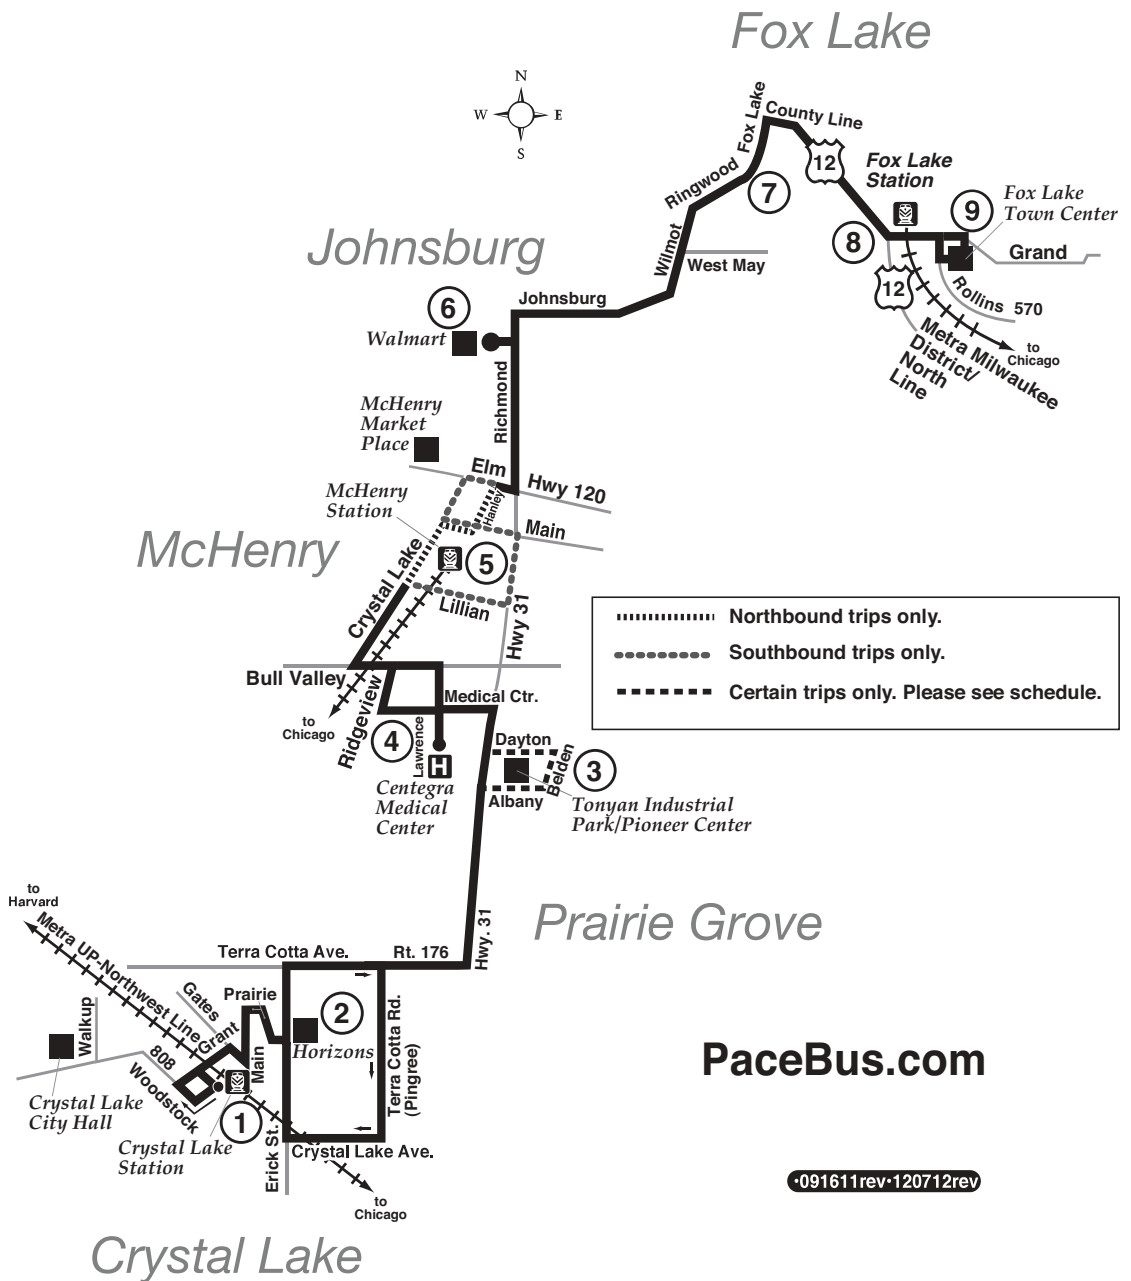 Fox Lake
N
W
E
S
Fox Lake
County Line
12
Fox Lake
Station
Ringwood
7
9
Fox Lake
Town Center
8
Grand
Wilmot
West May
12
Rollins
570
Metra Milwaukee
District/
North
Line
to
Chicago
Johnsburg
Johnsburg
6
Walmart
Richmond
McHenry
Market
Place
Elm
Hwy 120
McHenry
Station
Hanley
Main
McHenry
5
Crystal Lake
Lillian
Hwy 31
Northbound trips only.
Southbound trips only.
Certain trips only. Please see schedule.
Bull Valley
Ridgeview
Medical Ctr.
to
Chicago
4
Lawrence
H
Centegra
Medical
Center
Dayton
Belden
3
Albany
Tonyan Industrial
Park/Pioneer Center
Prairie Grove
Hwy. 31
to
Harvard
Metra UP-Northwest Line
Terra Cotta Ave.
Rt. 176
Gates
Prairie
Walkup
Grant
808
Main
2
Horizons
Terra Cotta Rd.
(Pingree)
Woodstock
Crystal Lake
City Hall
1
Crystal Lake
Station
Erick St.
Crystal Lake Ave.
to
Chicago
PaceBus.com
•091611rev•120712rev
Crystal Lake